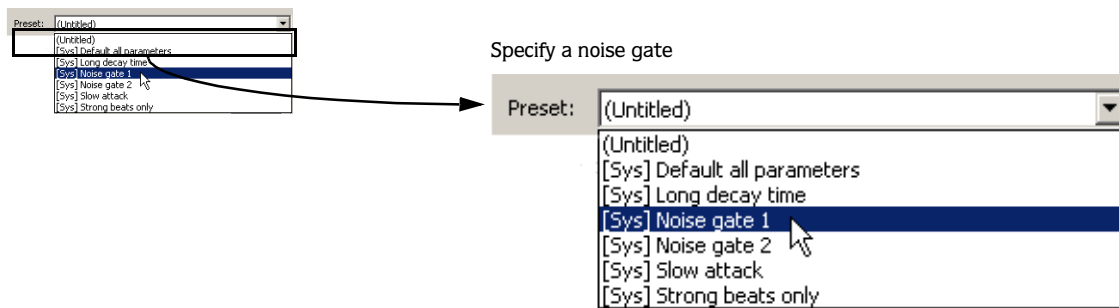 Preset: (Untitled)
(Untitled)
[Sys] Default all parameters
[Sys] Long decay time
[Sys] Noise gate 1
[Sys] Noise gate 2
[Sys] Slow attack
[Sys] Strong beats only
Specify a noise gate
Preset: (Untitled)
(Untitled)
[Sys] Default all parameters
[Sys] Long decay time
[Sys] Noise gate 1
[Sys] Noise gate 2
[Sys] Slow attack
[Sys] Strong beats only